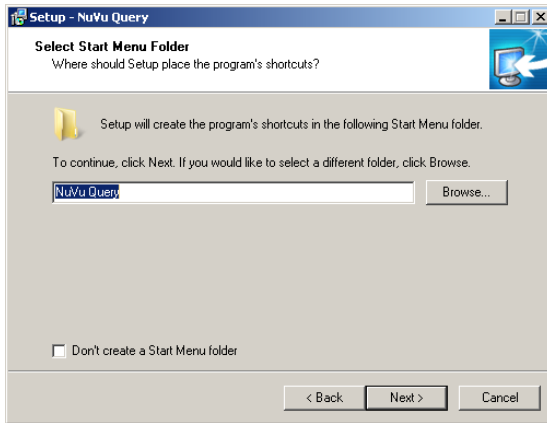 Setup - NuVu Query
Select Start Menu Folder
Where should Setup place the program's shortcuts?
Setup will create the program's shortcuts in the following Start Menu folder.
To continue, click Next. If you would like to select a different folder, click Browse.
NuVu Query
Browse...
Don't create a Start Menu folder
< Back
Next >
Cancel